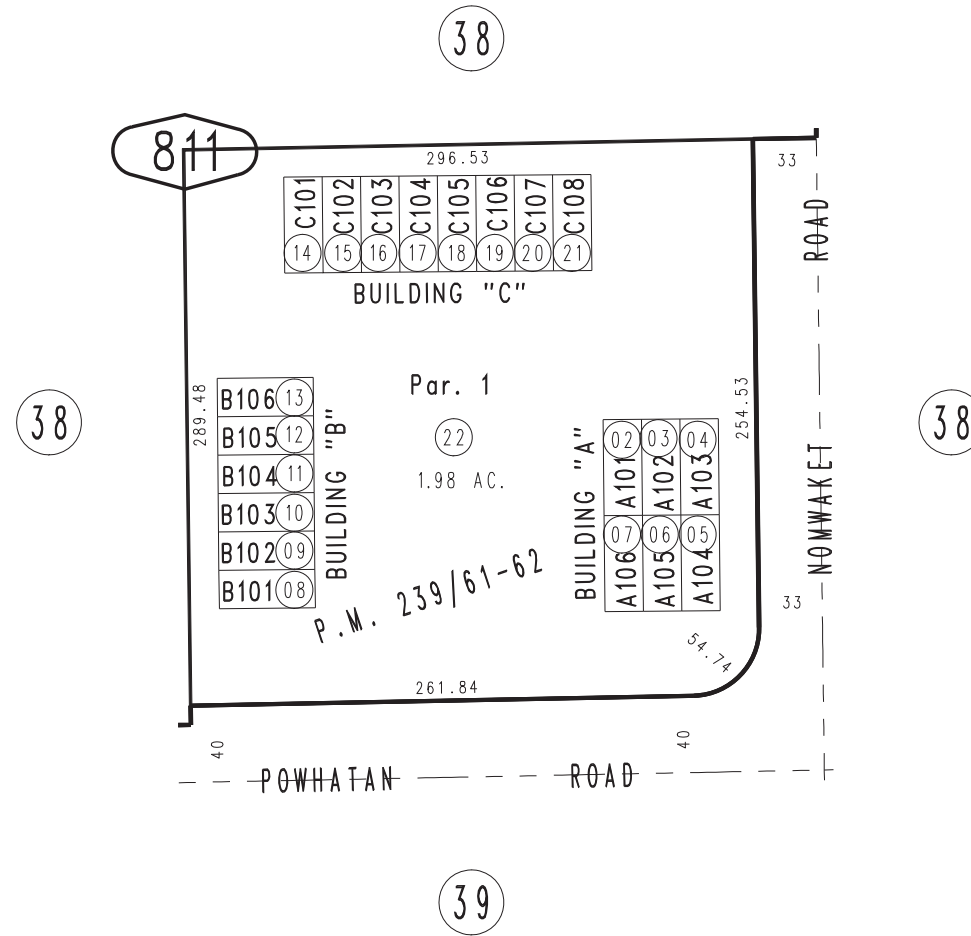 38
811
296.53
33
C101 C102 C103 C104 C105 C106 C107 C108
14 15 16 17 18 19 20 21
BUILDING "C"
ROAD
38
289.48
B106 13
B105 12
B104 11
B103 10
B102 09
B101 08
BUILDING "B"
Par. 1
22
1.98 AC.
P.M. 239/61-62
BUILDING "A"
02 03 04
A101 A102 A103
07 06 05
A106 A105 A104
254.53
NOMWAKET
38
33
54.74
261.84
40
40
POWHATAN ROAD
39